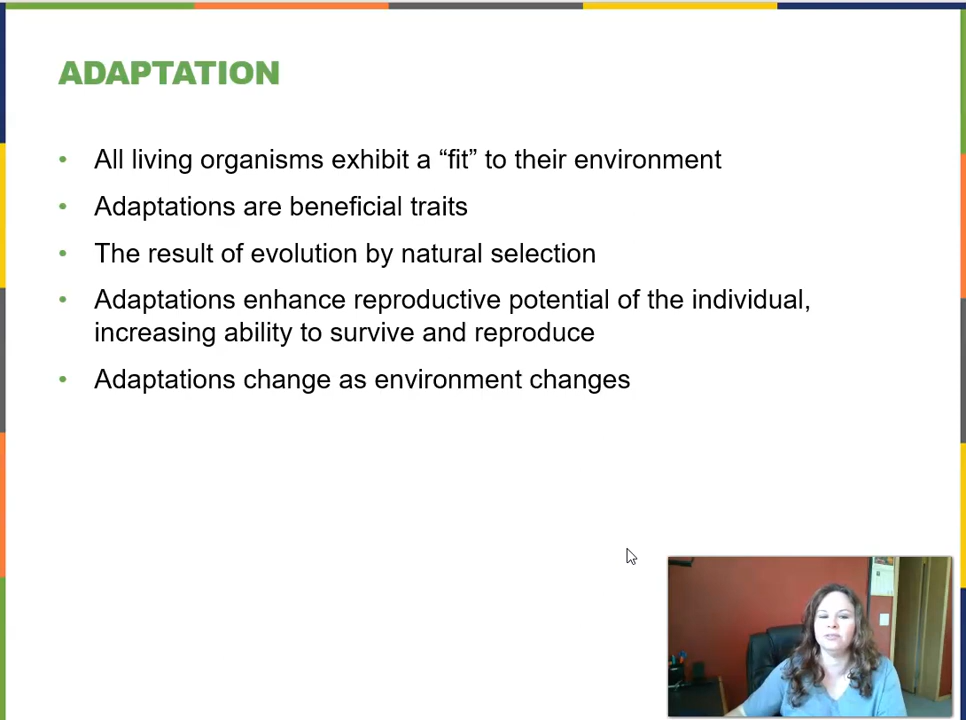 ADAPTATION
• All living organisms exhibit a “fit” to their environment
• Adaptations are beneficial traits
• The result of evolution by natural selection
• Adaptations enhance reproductive potential of the individual,
increasing ability to survive and reproduce
• Adaptations change as environment changes